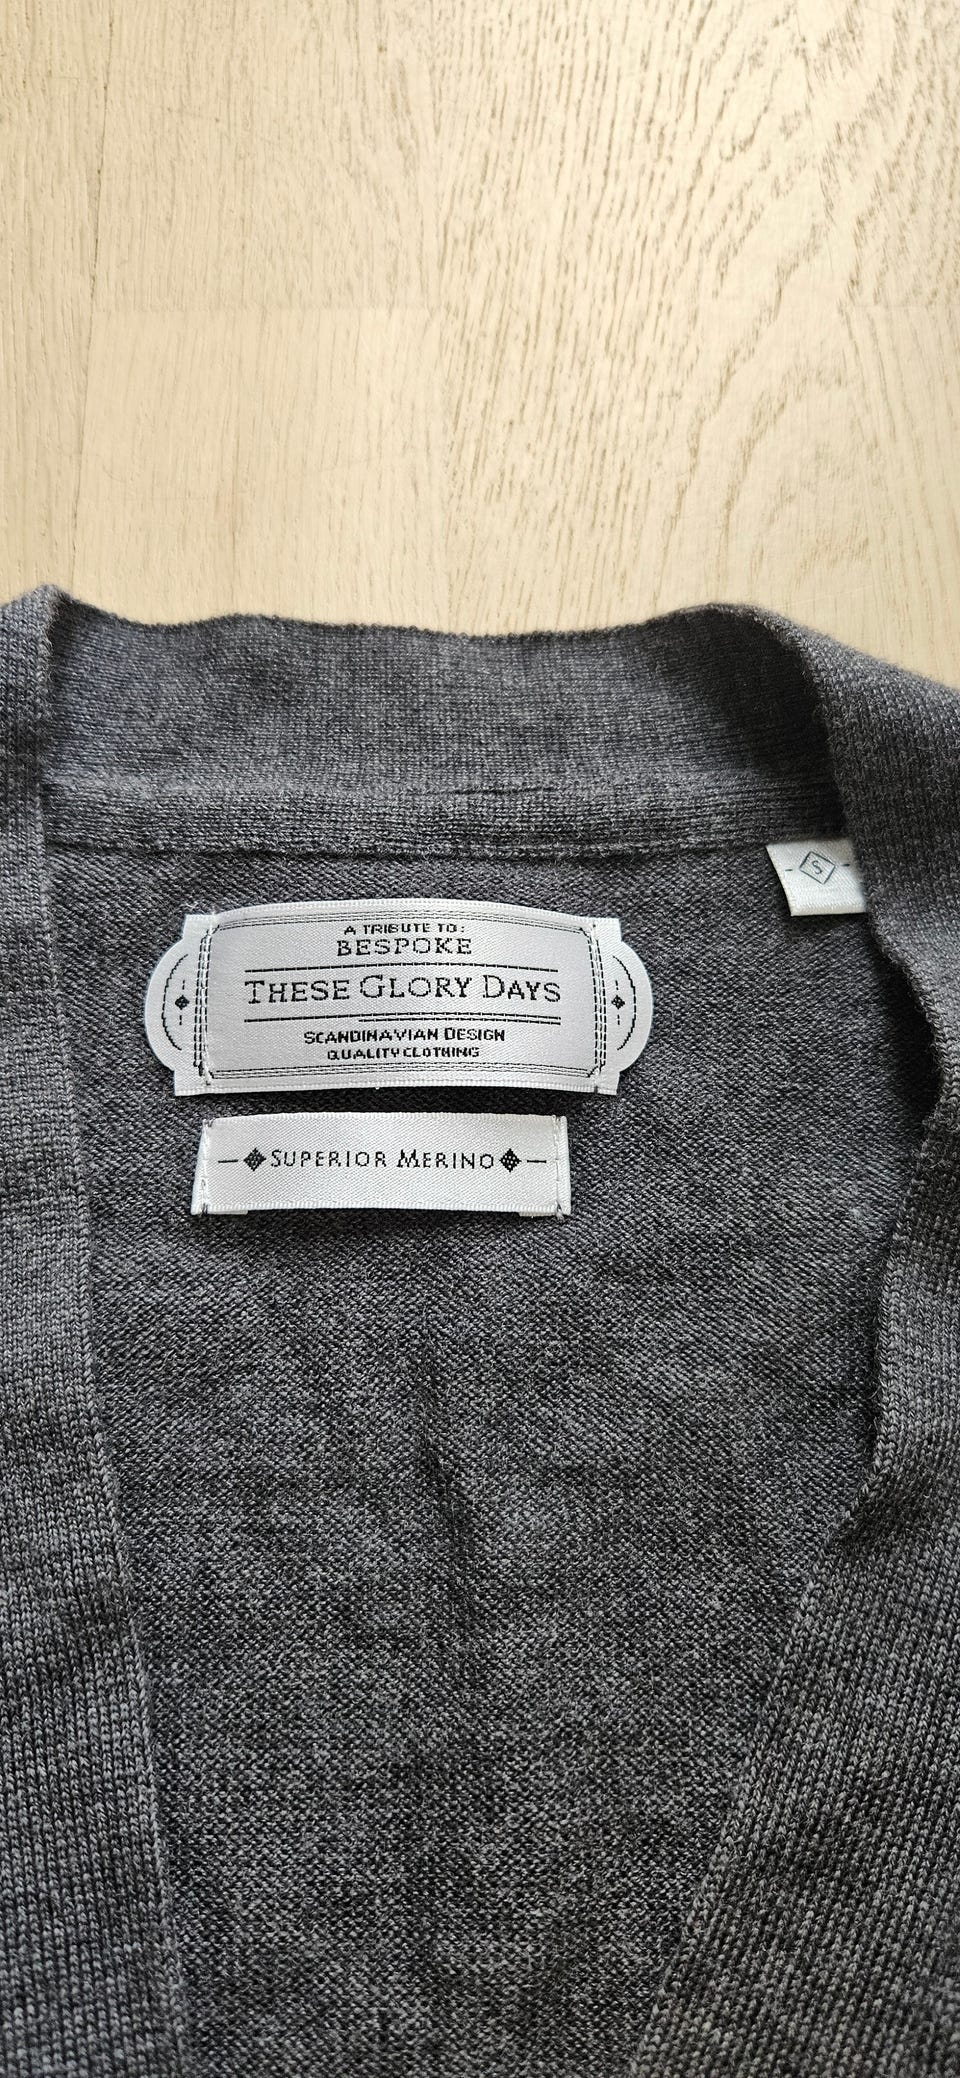 A TRIBUTE TO:
BESPOKE
THESE GLORY DAYS
SCANDINAVIAN DESIGN
QUALITY CLOTHING
SUPERIOR MERINO
S